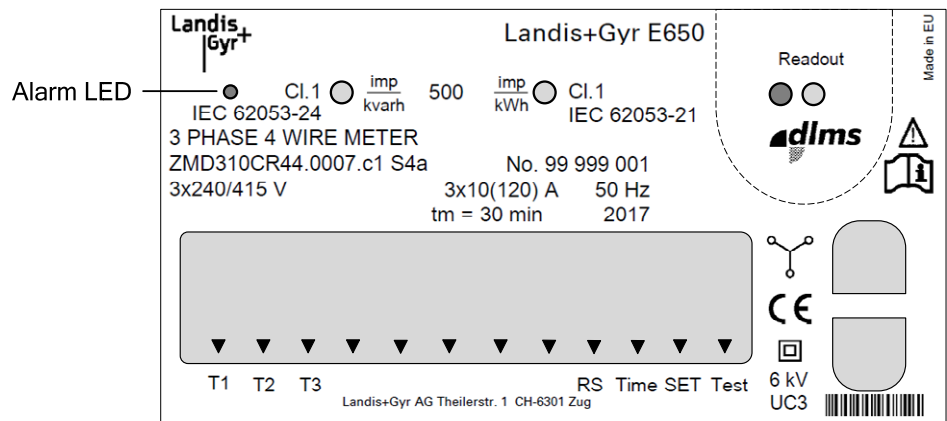 Landis+
Gyr+
Landis+Gyr E650
Readout
Made in EU
Alarm LED
Cl.1
imp
kvarh
500
imp
kWh
Cl.1
IEC 62053-24
IEC 62053-21
dlms
3 PHASE 4 WIRE METER
ZMD310CR44.0007.c1 S4a
No. 99 999 001
3x240/415 V
3x10(120) A
50 Hz
tm = 30 min
2017
i
CE
T1
T2
T3
RS
Time
SET
Test
6 kV
UC3
Landis+Gyr AG Theilerstr. 1 CH-6301 Zug